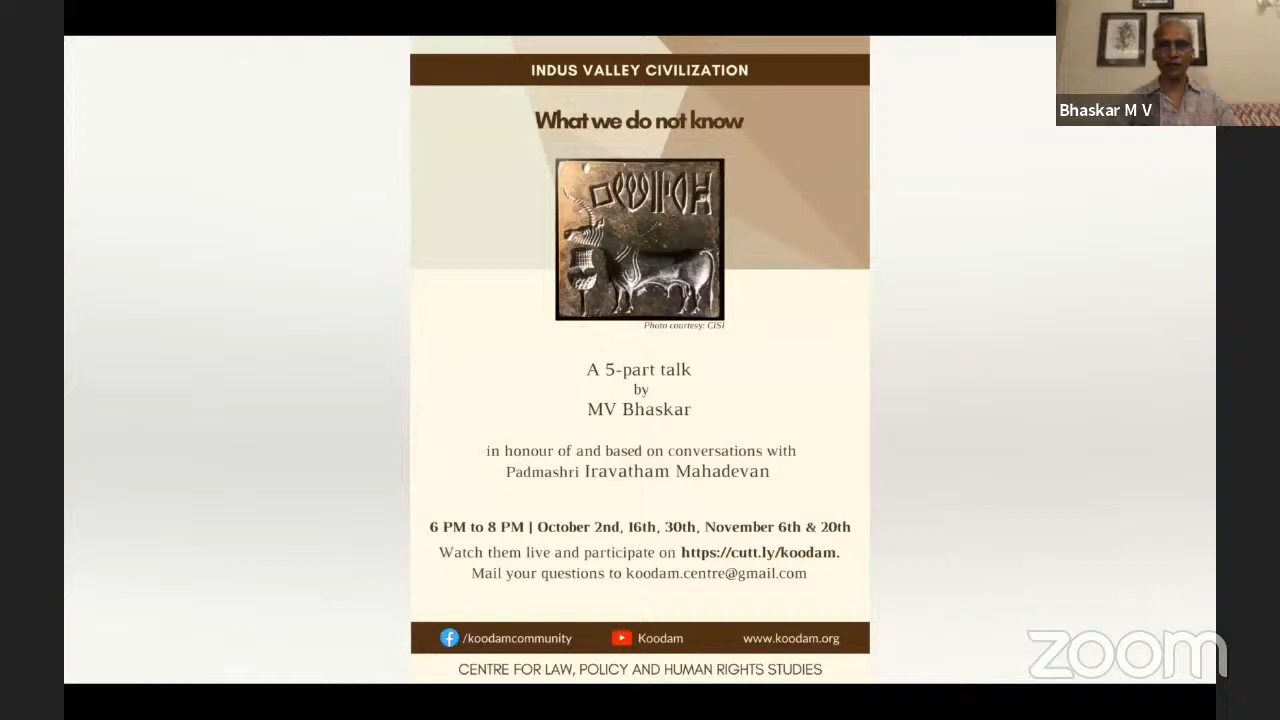 INDUS VALLEY CIVILIZATION
What we do not know
Photo courtesy: CISI
A 5-part talk
by
MV Bhaskar
in honour of and based on conversations with
Padmashri Iravatham Mahadevan
6 PM to 8 PM | October 2nd, 16th, 30th, November 6th & 20th
Watch them live and participate on https://cutt.ly/koodam.
Mail your questions to koodam.centre@gmail.com
/koodamcommunity Koodam www.koodam.org
CENTRE FOR LAW, POLICY AND HUMAN RIGHTS STUDIES
Bhaskar M V
zoom